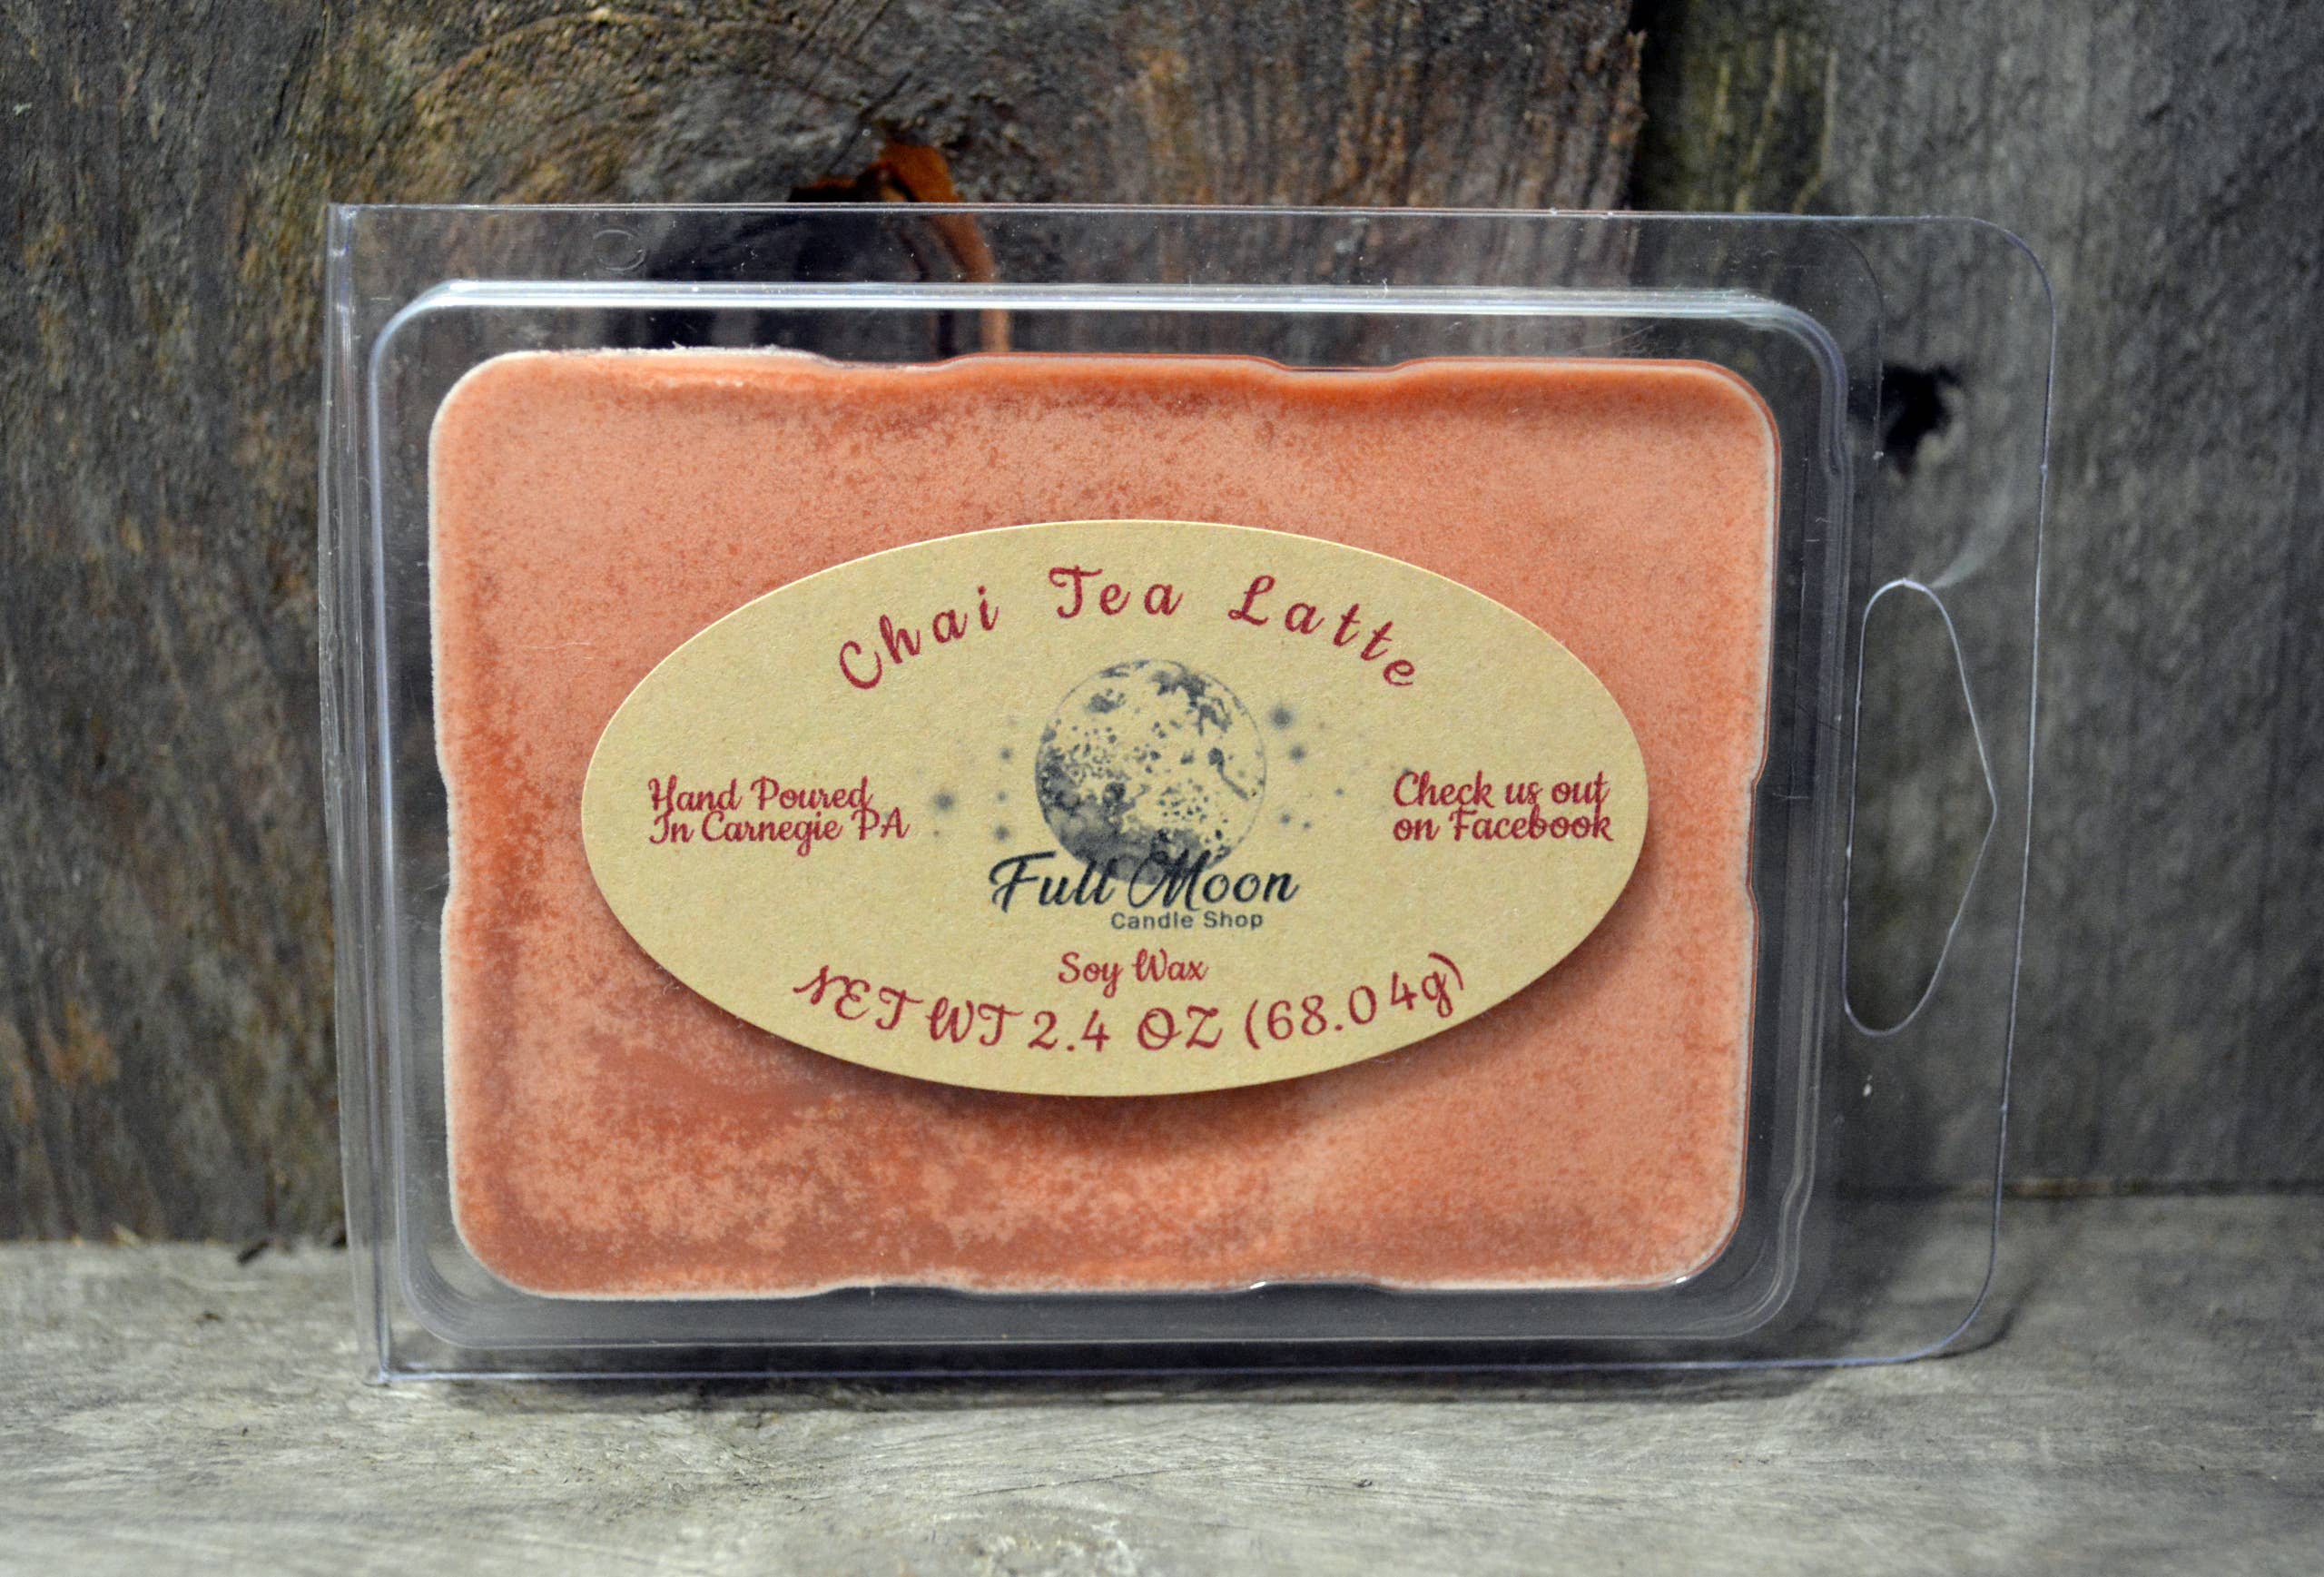 Chai Tea Latte
Hand Poured
In Carnegie PA
Check us out
on Facebook
Full Moon
Candle Shop
Soy Wax
NET WT 2.4 OZ (68.04g)